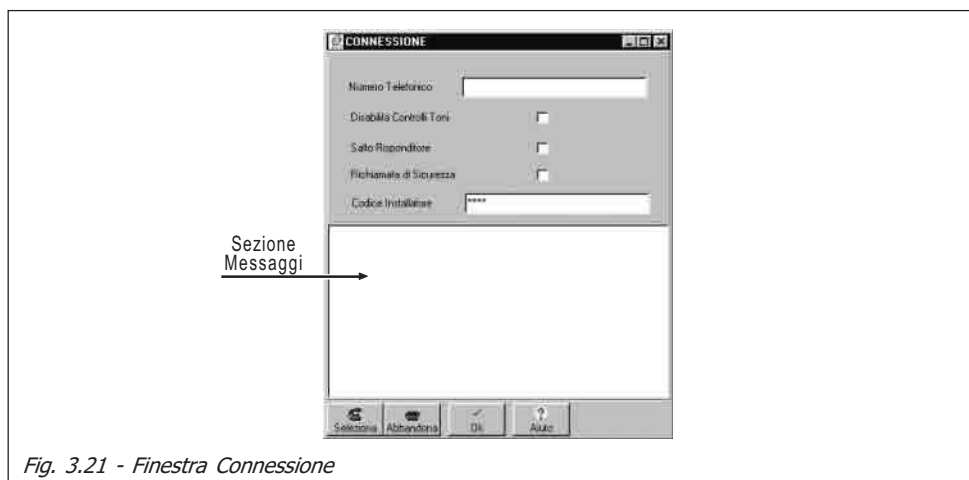 CONNESSIONE
Numero Telefonico
Disabilita Controlli Toni
Salto Risponditore
Richiamata di Sicurezza
Codice Installatore ****
Sezione
Messaggi
Seleziona Abbandona Ok Aiuto
Fig. 3.21 - Finestra Connessione